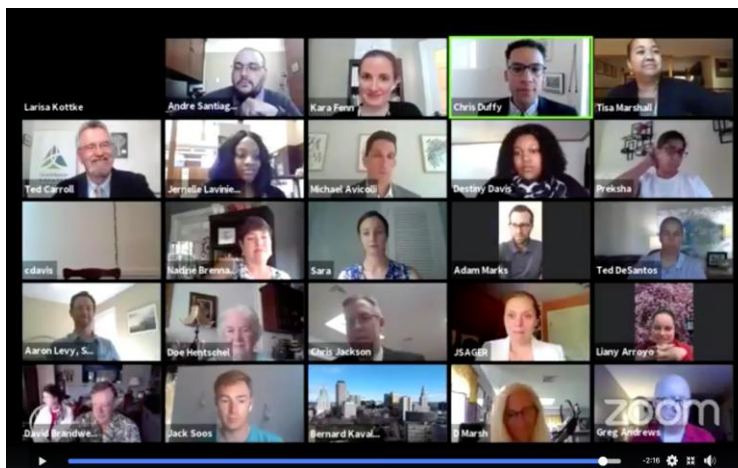 Larisa Kottke
Andre Santiag...
Kara Fenn
Chris Duffy
Tisa Marshall
Ted Carroll
Jernelle Lavinie...
Michael Avicolli
Destiny Davis
Preksha
cdavis
Nadine Brenna...
Sara
Adam Marks
Ted DeSantos
Aaron Levy, S...
Doe Hentschel
Chris Jackson
JSAGER
Liany Arroyo
David Brandwe...
Jack Soos
Bernard Kaval...
D Marsh
Greg Andrews
zoom
-2:16